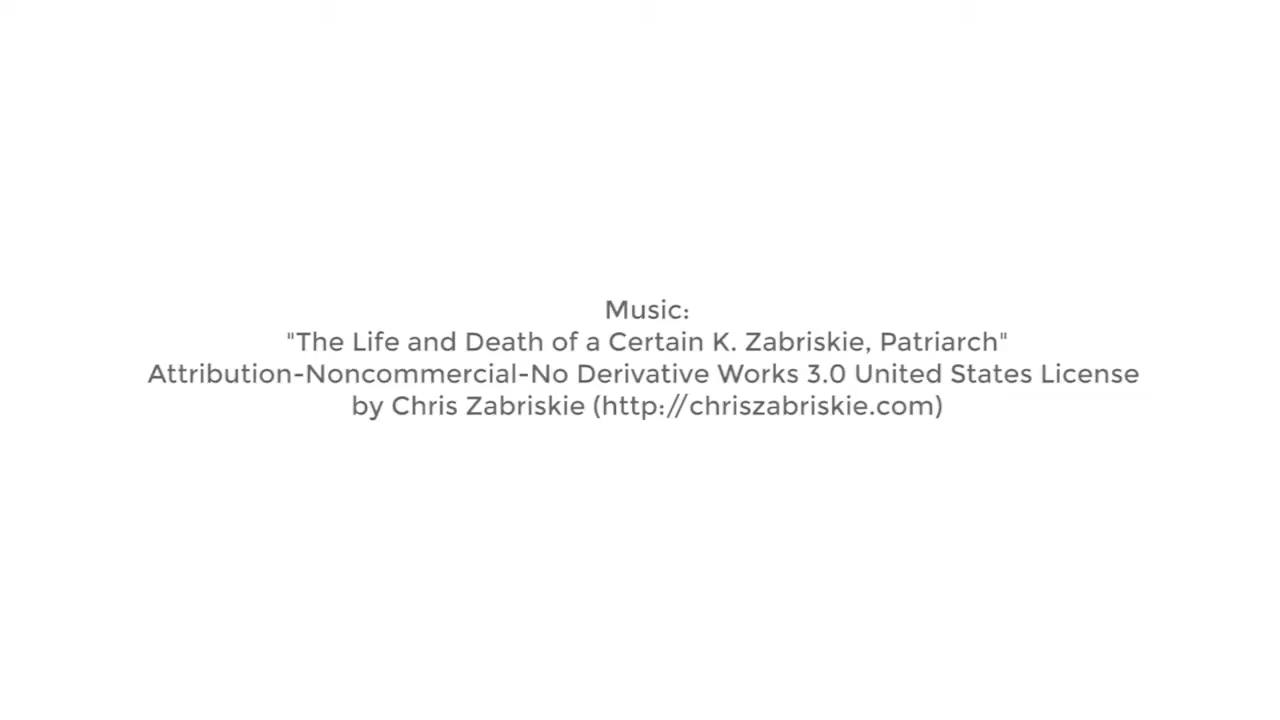 Music:
"The Life and Death of a Certain K. Zabriskie, Patriarch"
Attribution-Noncommercial-No Derivative Works 3.0 United States License
by Chris Zabriskie (http://chriszabriskie.com)